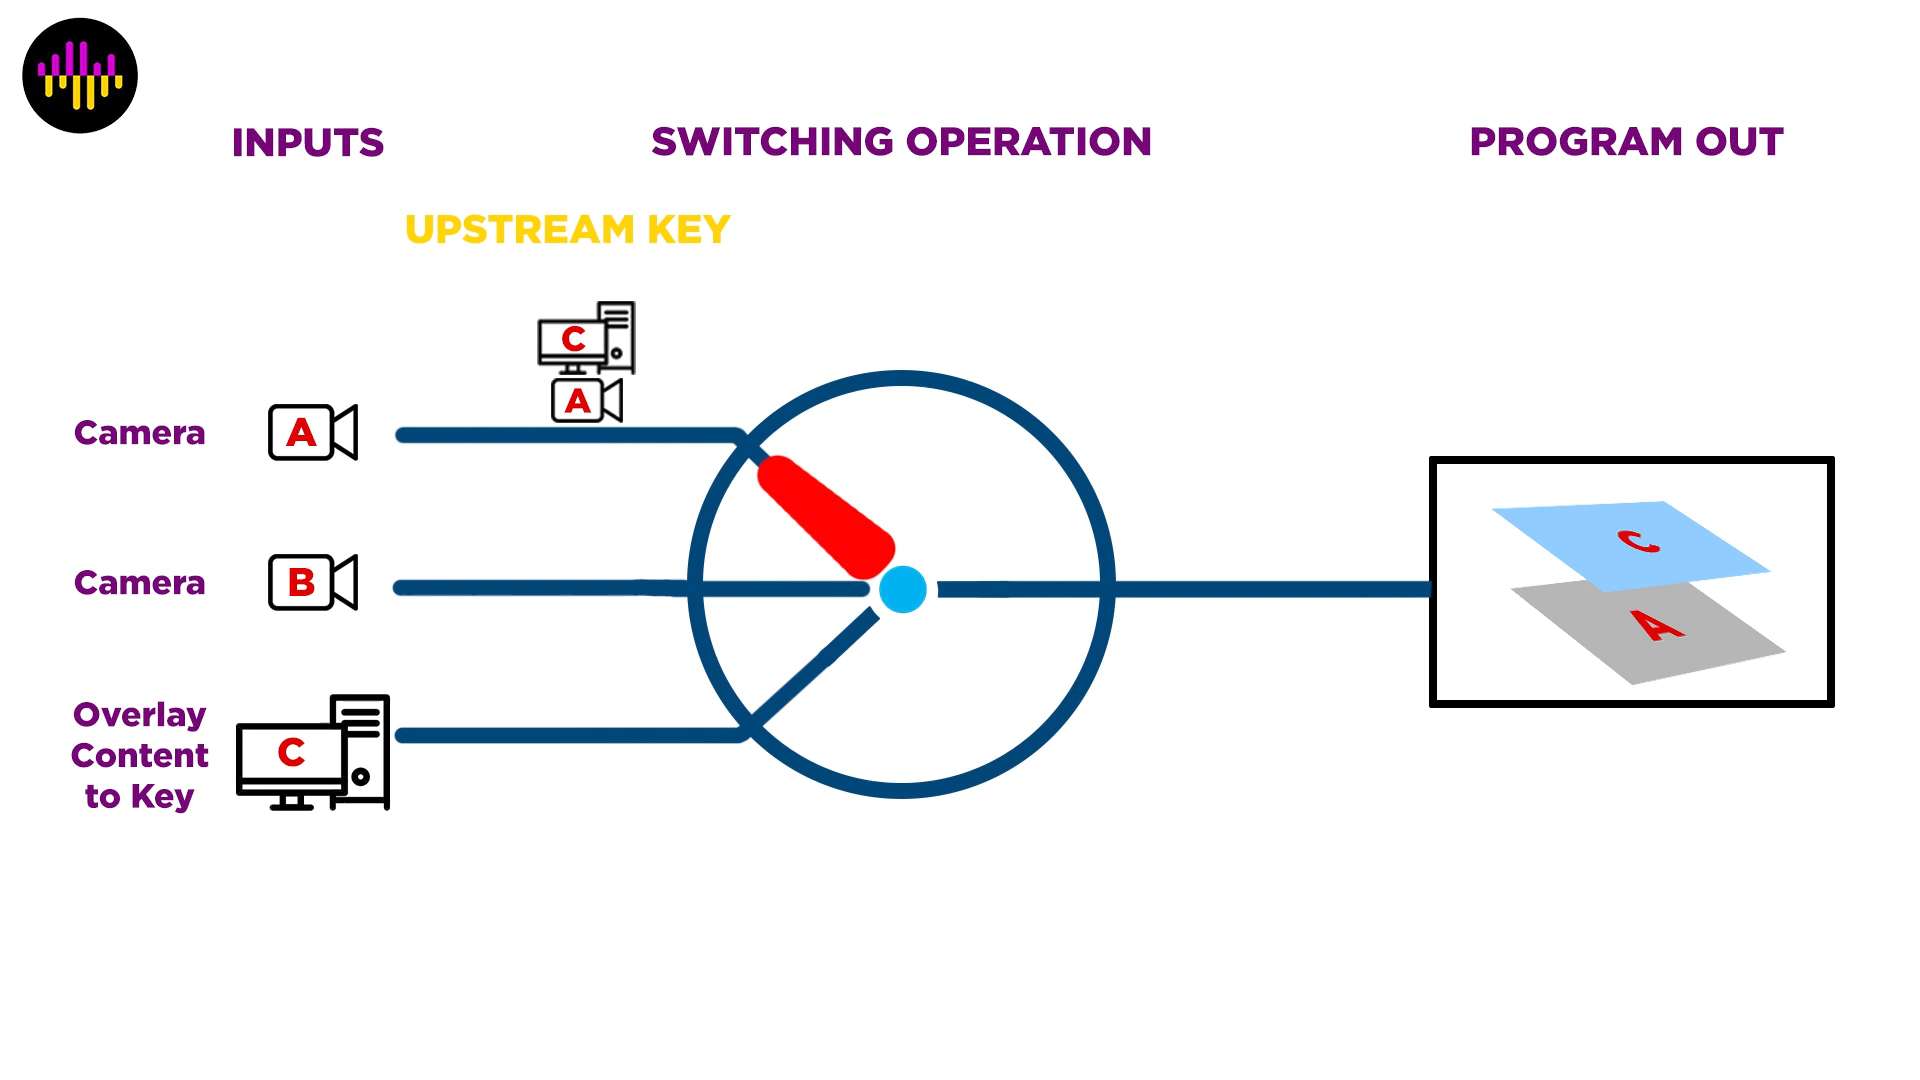 INPUTS
SWITCHING OPERATION
PROGRAM OUT
UPSTREAM KEY
C
A
Camera
A
Camera
B
Overlay
Content
to Key
C
C
A